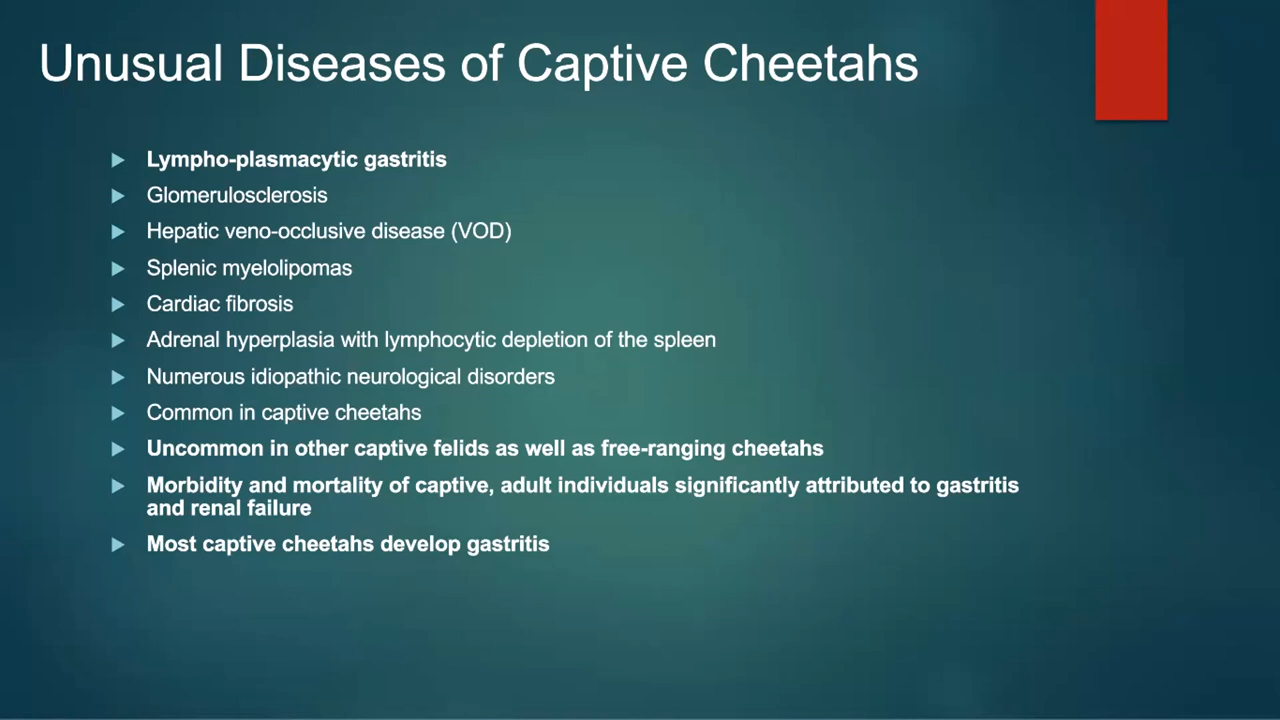 Unusual Diseases of Captive Cheetahs
Lympho-plasmacytic gastritis
Glomerulosclerosis
Hepatic veno-occlusive disease (VOD)
Splenic myelolipomas
Cardiac fibrosis
Adrenal hyperplasia with lymphocytic depletion of the spleen
Numerous idiopathic neurological disorders
Common in captive cheetahs
Uncommon in other captive felids as well as free-ranging cheetahs
Morbidity and mortality of captive, adult individuals significantly attributed to gastritis
and renal failure
Most captive cheetahs develop gastritis